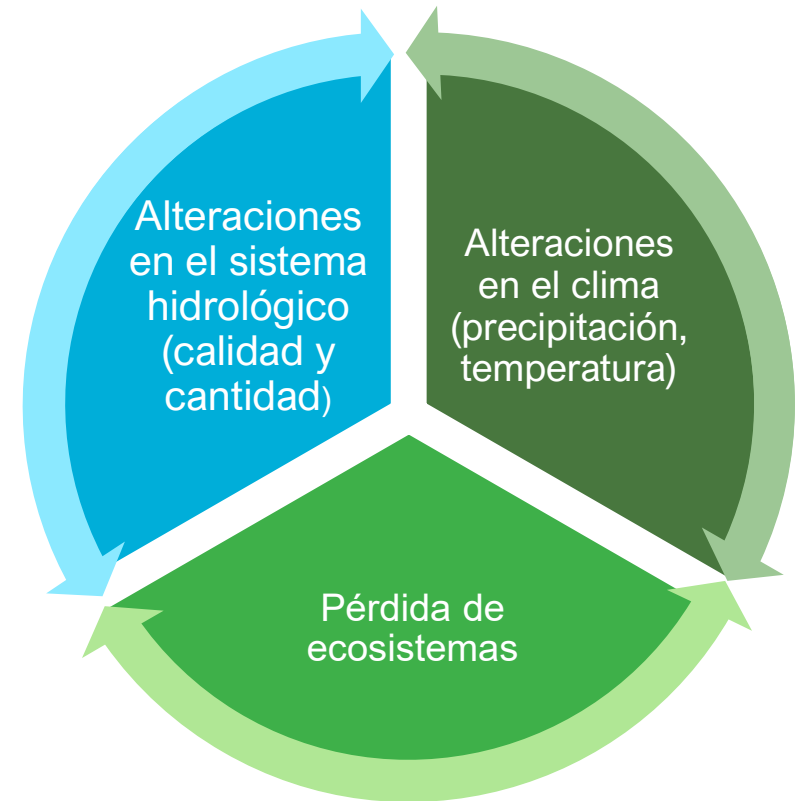 Alteraciones
en el sistema
hidrológico
(calidad y
cantidad)
Alteraciones
en el clima
(precipitación,
temperatura)
Pérdida de
ecosistemas